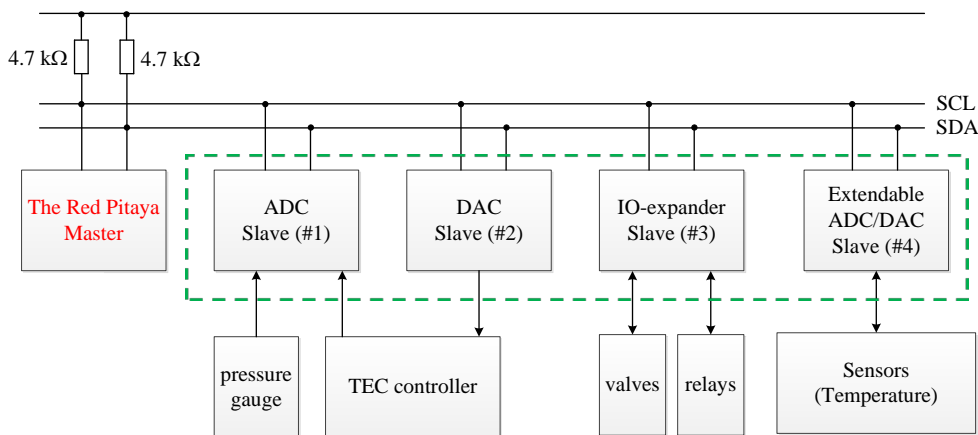 4.7 kΩ
4.7 kΩ
SCL
SDA
The Red Pitaya
Master
ADC
Slave (#1)
DAC
Slave (#2)
IO-expander
Slave (#3)
Extendable
ADC/DAC
Slave (#4)
pressure
gauge
TEC controller
valves
relays
Sensors
(Temperature)